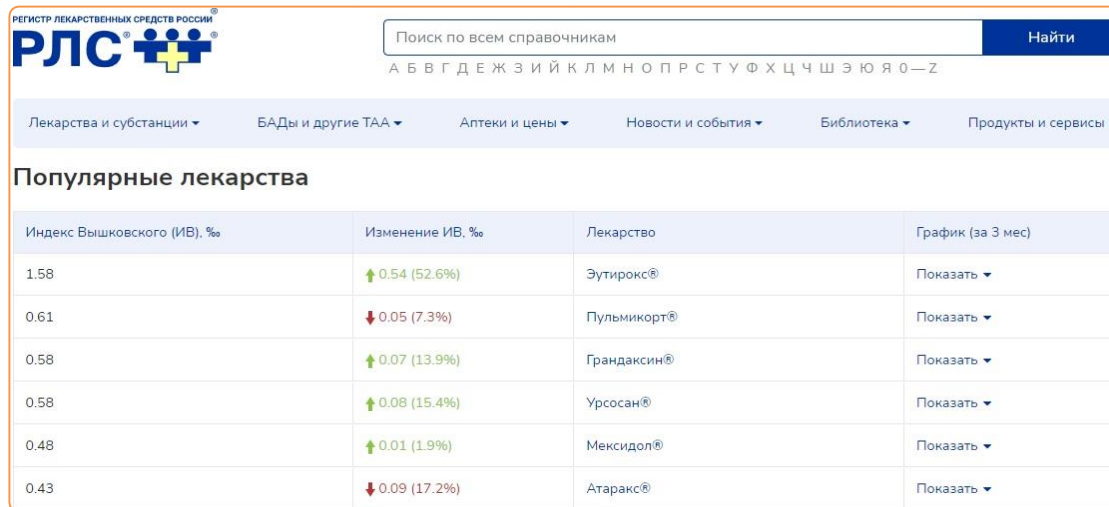 РЕГИСТР ЛЕКАРСТВЕННЫХ СРЕДСТВ РОССИИ ®
РЛС® ®
Поиск по всем справочникам
Найти
А Б В Г Д Е Ж З И Й К Л М Н О П Р С Т У Ф Х Ц Ч Ш Э Ю Я 0—Z
Лекарства и субстанции БАДы и другие ТАА Аптеки и цены Новости и события Библиотека Продукты и сервисы
Популярные лекарства
Индекс Вышковского (ИВ), ‰ Изменение ИВ, ‰ Лекарство График (за 3 мес)
1.58 0.54 (52.6%) Эутирокс® Показать
0.61 0.05 (7.3%) Пульмикорт® Показать
0.58 0.07 (13.9%) Грандаксин® Показать
0.58 0.08 (15.4%) Урсосан® Показать
0.48 0.01 (1.9%) Мексидол® Показать
0.43 0.09 (17.2%) Атаракс® Показать